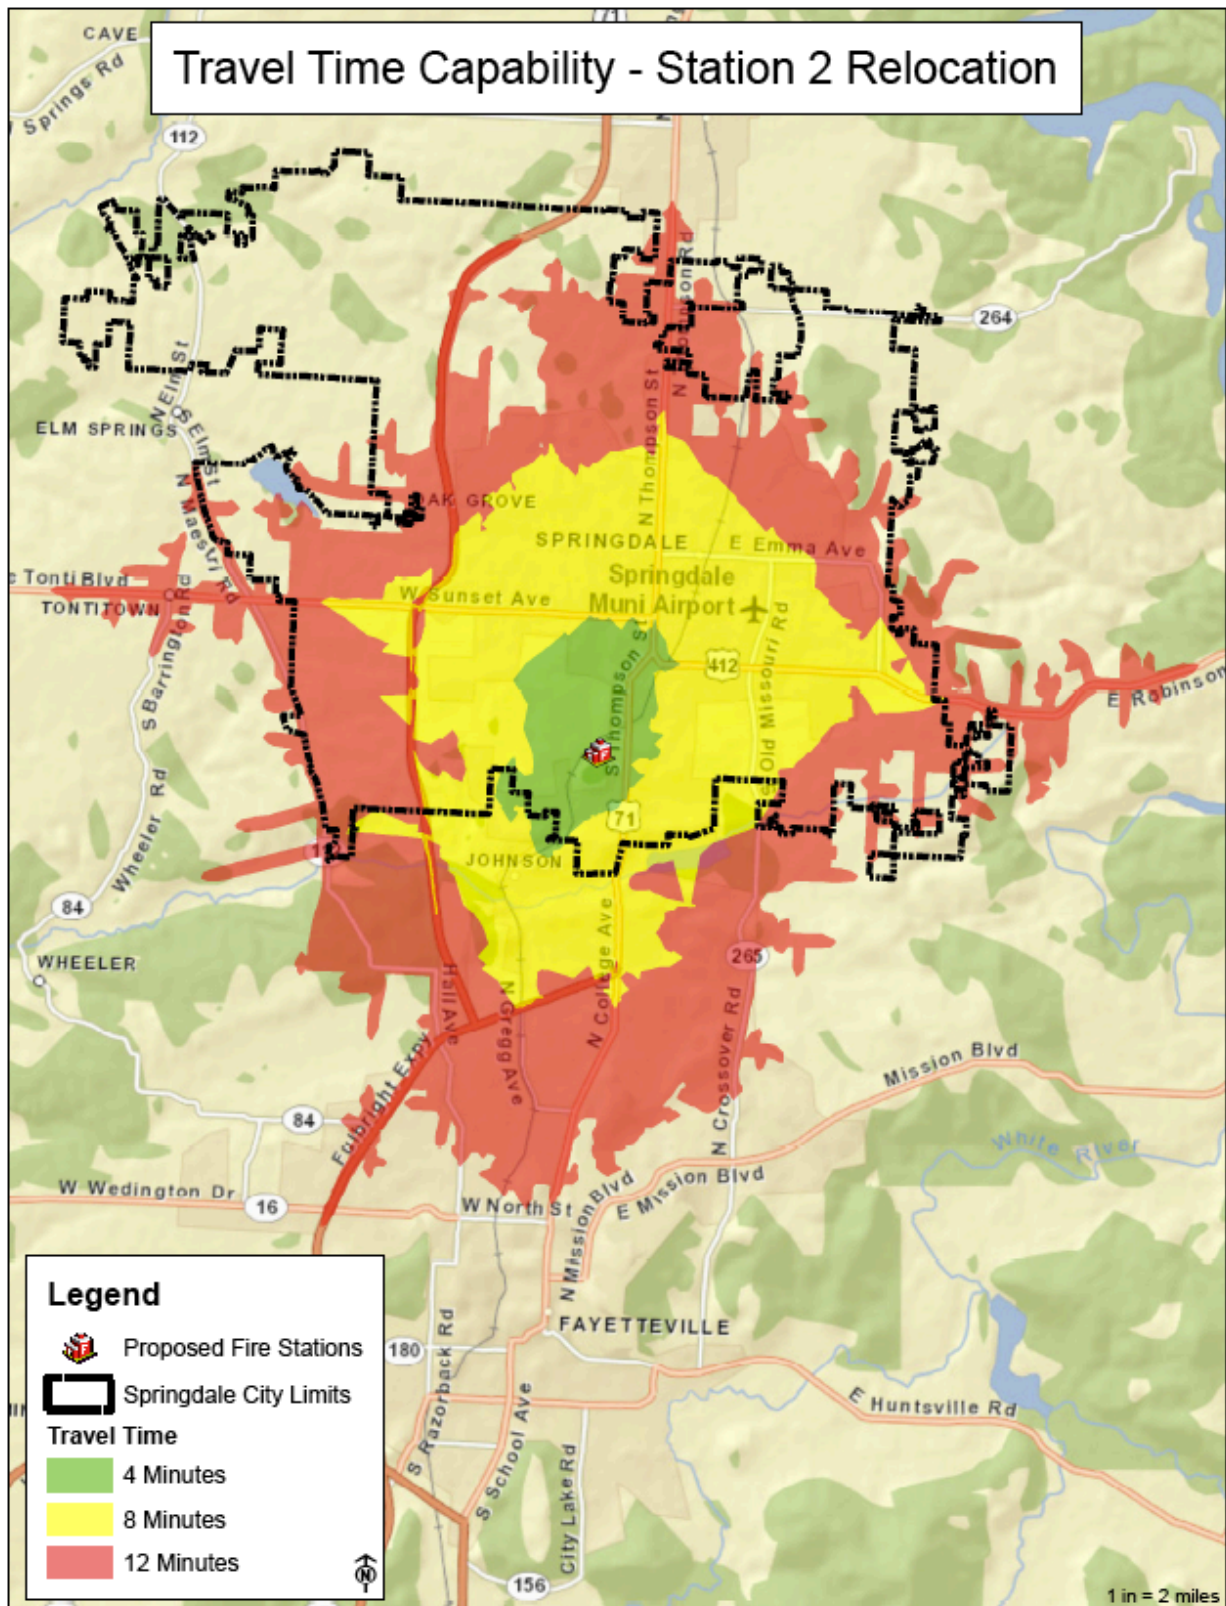 71
CAVE
Travel Time Capability - Station 2 Relocation
Springs Rd
112
N Thompson Rd
264
N Elm St
S Elm St
ELM SPRINGS
N Thompson St
N Maestri Rd
OAK GROVE
SPRINGDALE
E Emma Ave
Springdale
Muni Airport
Tonti Blvd
TONTITOWN
W Sunset Ave
412
S Barrington Rd
S Thompson St
S Old Missouri Rd
E Robinson
Wheeler Rd
71
JOHNSON
84
WHEELER
265
Hall Ave
N Gregg Ave
N College Ave
N Crossover Rd
Mission Blvd
Fulbright Expy
84
White River
W Wedington Dr
16
W North St
E Mission Blvd
N Mission Blvd
FAYETTEVILLE
180
S Razorback Rd
S School Ave
City Lake Rd
E Huntsville Rd
156
Legend
Proposed Fire Stations
Springdale City Limits
Travel Time
4 Minutes
8 Minutes
12 Minutes
N
1 in = 2 miles